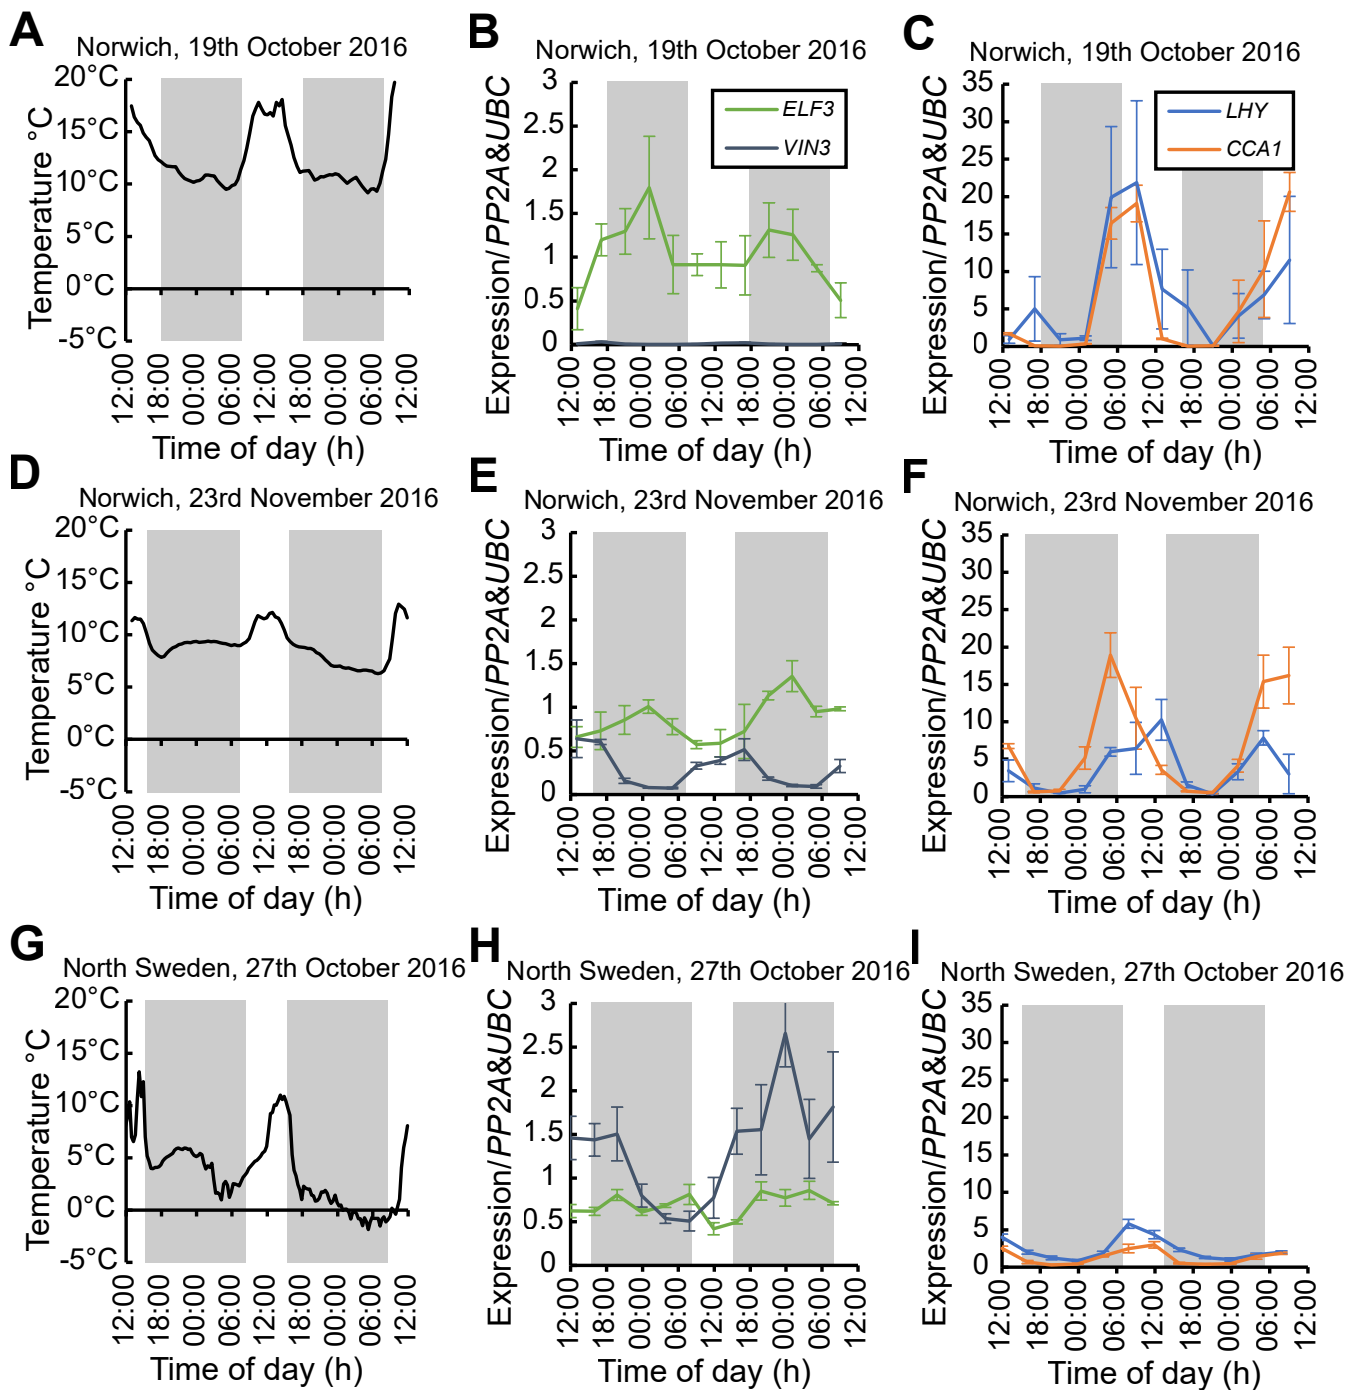 A
Norwich, 19th October 2016
Temperature °C
20°C
15°C
10°C
5°C
0°C
-5°C
12:00
18:00
00:00
06:00
12:00
18:00
00:00
06:00
12:00
Time of day (h)
B
Norwich, 19th October 2016
Expression/PP2A&UBC
3
2.5
2
1.5
1
0.5
0
ELF3
VIN3
12:00
18:00
00:00
06:00
12:00
18:00
00:00
06:00
12:00
Time of day (h)
C
Norwich, 19th October 2016
Expression/PP2A&UBC
35
30
25
20
15
10
5
0
LHY
CCA1
12:00
18:00
00:00
06:00
12:00
18:00
00:00
06:00
12:00
Time of day (h)
D
Norwich, 23rd November 2016
Temperature °C
20°C
15°C
10°C
5°C
0°C
-5°C
12:00
18:00
00:00
06:00
12:00
18:00
00:00
06:00
12:00
Time of day (h)
E
Norwich, 23rd November 2016
Expression/PP2A&UBC
3
2.5
2
1.5
1
0.5
0
12:00
18:00
00:00
06:00
12:00
18:00
00:00
06:00
12:00
Time of day (h)
F
Norwich, 23rd November 2016
Expression/PP2A&UBC
35
30
25
20
15
10
5
0
12:00
18:00
00:00
06:00
12:00
18:00
00:00
06:00
12:00
Time of day (h)
G
North Sweden, 27th October 2016
Temperature °C
20°C
15°C
10°C
5°C
0°C
-5°C
12:00
18:00
00:00
06:00
12:00
18:00
00:00
06:00
12:00
Time of day (h)
H
North Sweden, 27th October 2016
Expression/PP2A&UBC
3
2.5
2
1.5
1
0.5
0
12:00
18:00
00:00
06:00
12:00
18:00
00:00
06:00
12:00
Time of day (h)
I
North Sweden, 27th October 2016
Expression/PP2A&UBC
35
30
25
20
15
10
5
0
12:00
18:00
00:00
06:00
12:00
18:00
00:00
06:00
12:00
Time of day (h)